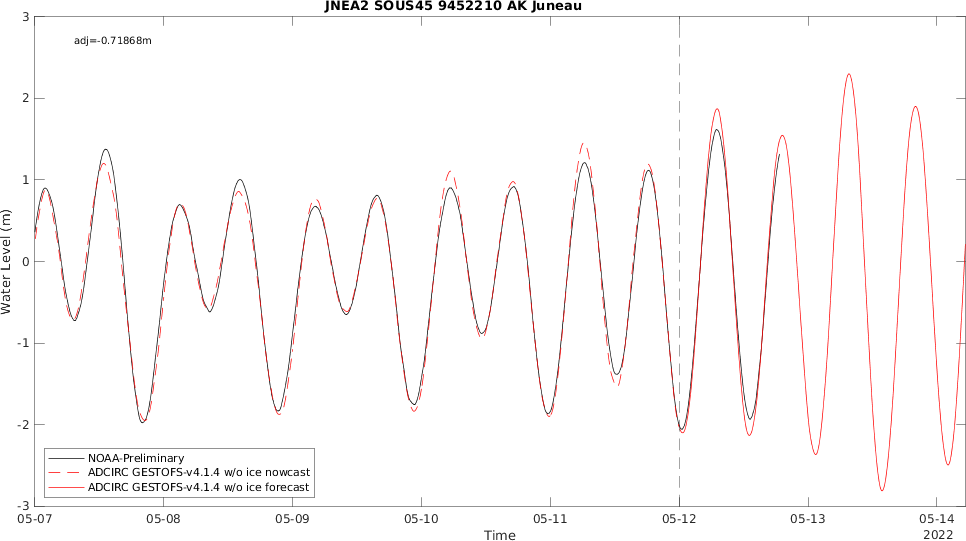 JNEA2 SOUS45 9452210 AK Juneau
adj=-0.71868m
3
2
1
0
-1
-2
-3
Water Level (m)
NOAA-Preliminary
ADCIRC GESTOFS-v4.1.4 w/o ice nowcast
ADCIRC GESTOFS-v4.1.4 w/o ice forecast
05-07 05-08 05-09 05-10 05-11 05-12 05-13 05-14
Time
2022